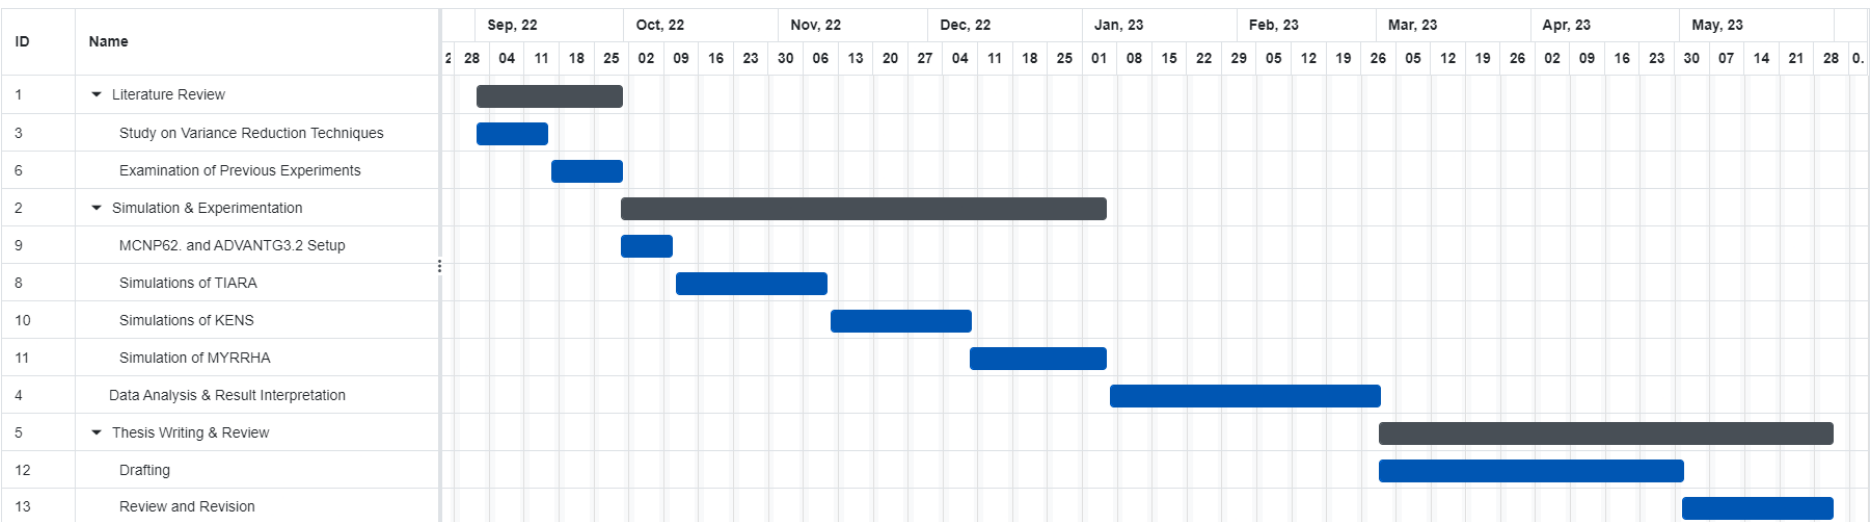 Sep, 22 Oct, 22 Nov, 22 Dec, 22 Jan, 23 Feb, 23 Mar, 23 Apr, 23 May, 23
ID Name
2 28 04 11 18 25 02 09 16 23 30 06 13 20 27 04 11 18 25 01 08 15 22 29 05 12 19 26 05 12 19 26 02 09 16 23 30 07 14 21 28 0.
1 Literature Review
3 Study on Variance Reduction Techniques
6 Examination of Previous Experiments
2 Simulation & Experimentation
9 MCNP62. and ADVANTG3.2 Setup
8 Simulations of TIARA
10 Simulations of KENS
11 Simulation of MYRRHA
4 Data Analysis & Result Interpretation
5 Thesis Writing & Review
12 Drafting
13 Review and Revision